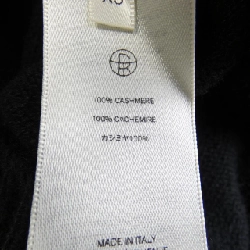 XS
100% CASHMERE
100% CACHEMIRE
カシミヤ100%
MADE IN ITALY